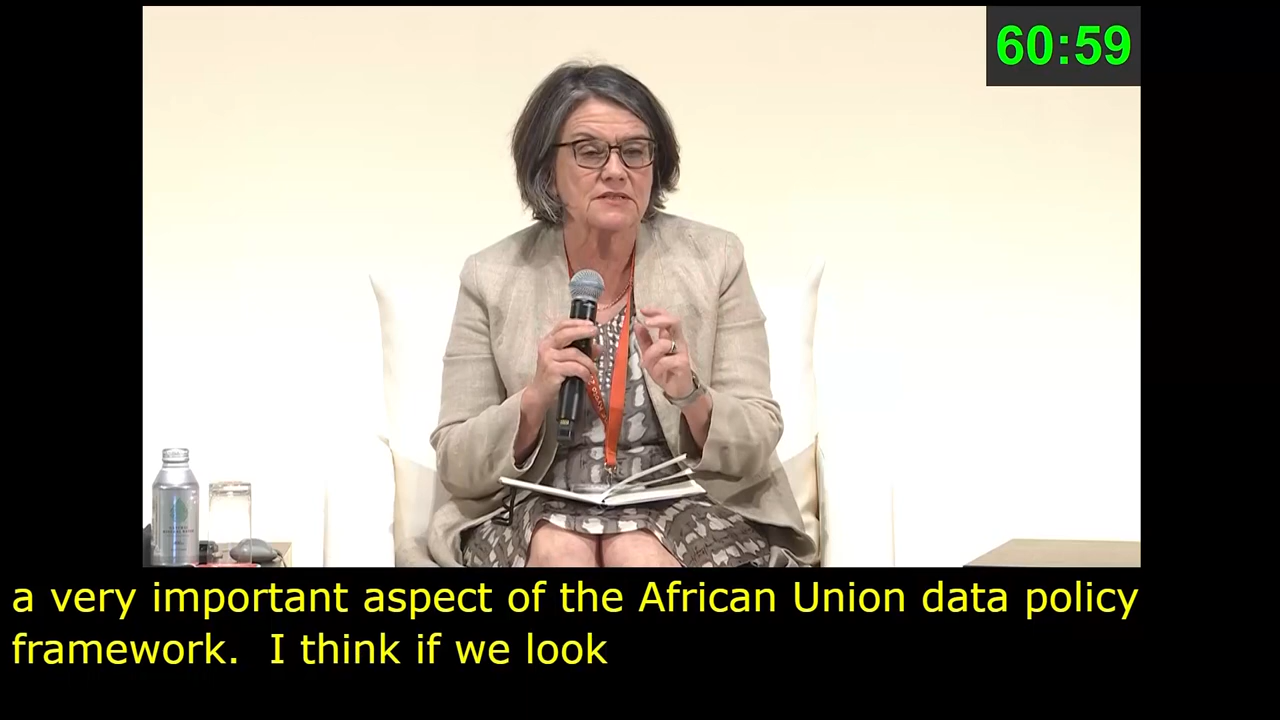 60:59
a very important aspect of the African Union data policy
framework.  I think if we look